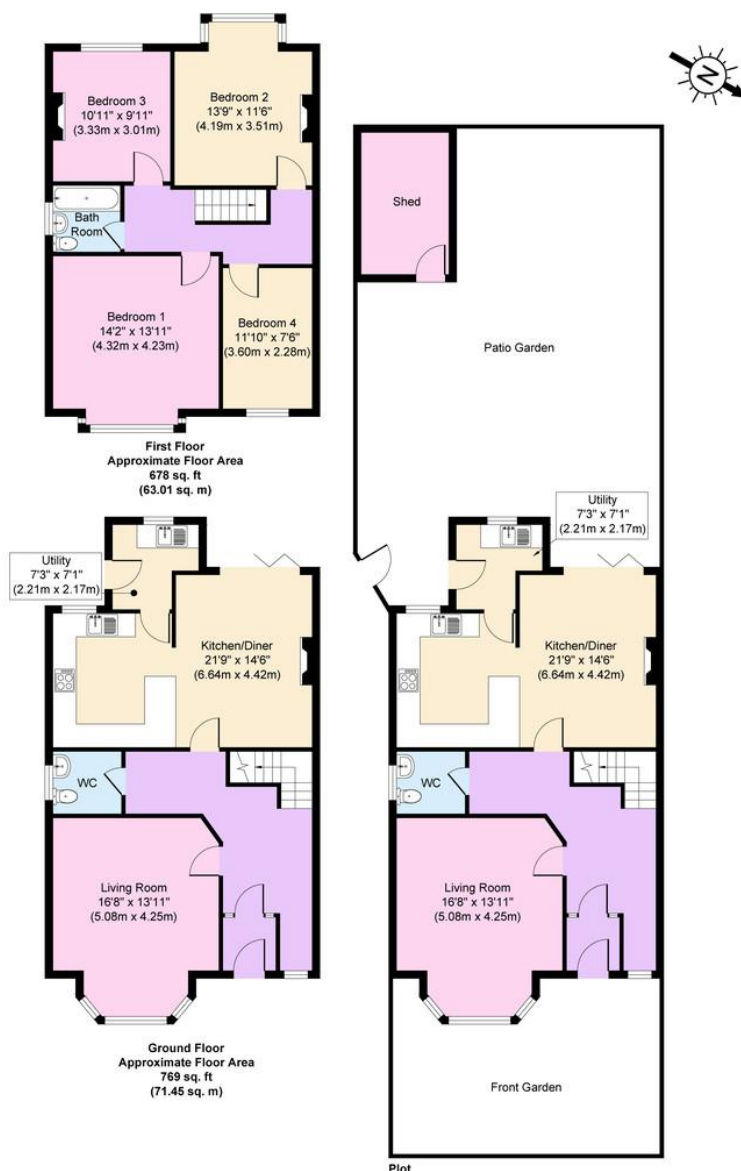 N
Bedroom 3
10'11" x 9'11"
(3.33m x 3.01m)
Bedroom 2
13'9" x 11'6"
(4.19m x 3.51m)
Bath
Room
Bedroom 1
14'2" x 13'11"
(4.32m x 4.23m)
Bedroom 4
11'10" x 7'6"
(3.60m x 2.28m)
First Floor
Approximate Floor Area
678 sq. ft
(63.01 sq. m)
Utility
7'3" x 7'1"
(2.21m x 2.17m)
Kitchen/Diner
21'9" x 14'6"
(6.64m x 4.42m)
WC
Living Room
16'8" x 13'11"
(5.08m x 4.25m)
Ground Floor
Approximate Floor Area
769 sq. ft
(71.45 sq. m)
Shed
Patio Garden
Utility
7'3" x 7'1"
(2.21m x 2.17m)
Kitchen/Diner
21'9" x 14'6"
(6.64m x 4.42m)
WC
Living Room
16'8" x 13'11"
(5.08m x 4.25m)
Front Garden
Plot